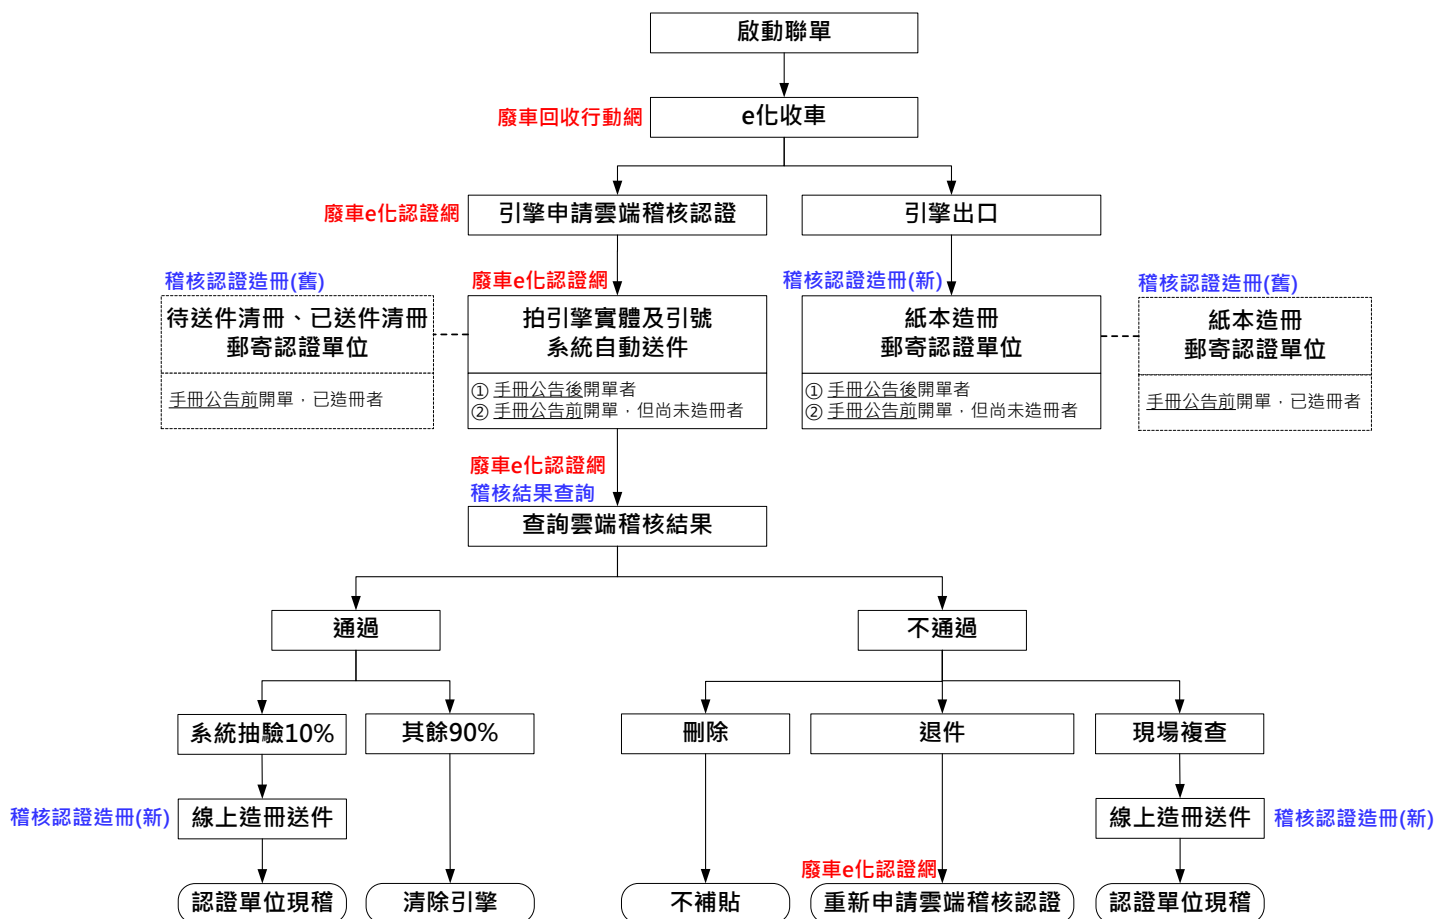 啟動聯單
廢車回收行動網
e化收車
廢車e化認證網
引擎申請雲端稽核認證
引擎出口
稽核認證造冊(舊)
待送件清冊、已送件清冊
郵寄認證單位
手冊公告前開單，已造冊者
廢車e化認證網
拍引擎實體及引號
系統自動送件
① 手冊公告後開單者
② 手冊公告前開單，但尚未造冊者
稽核認證造冊(新)
紙本造冊
郵寄認證單位
① 手冊公告後開單者
② 手冊公告前開單，但尚未造冊者
稽核認證造冊(舊)
紙本造冊
郵寄認證單位
手冊公告前開單，已造冊者
廢車e化認證網
稽核結果查詢
查詢雲端稽核結果
通過
不通過
系統抽驗10%
其餘90%
刪除
退件
現場複查
稽核認證造冊(新)
線上造冊送件
線上造冊送件
稽核認證造冊(新)
廢車e化認證網
認證單位現稽
清除引擎
不補貼
重新申請雲端稽核認證
認證單位現稽